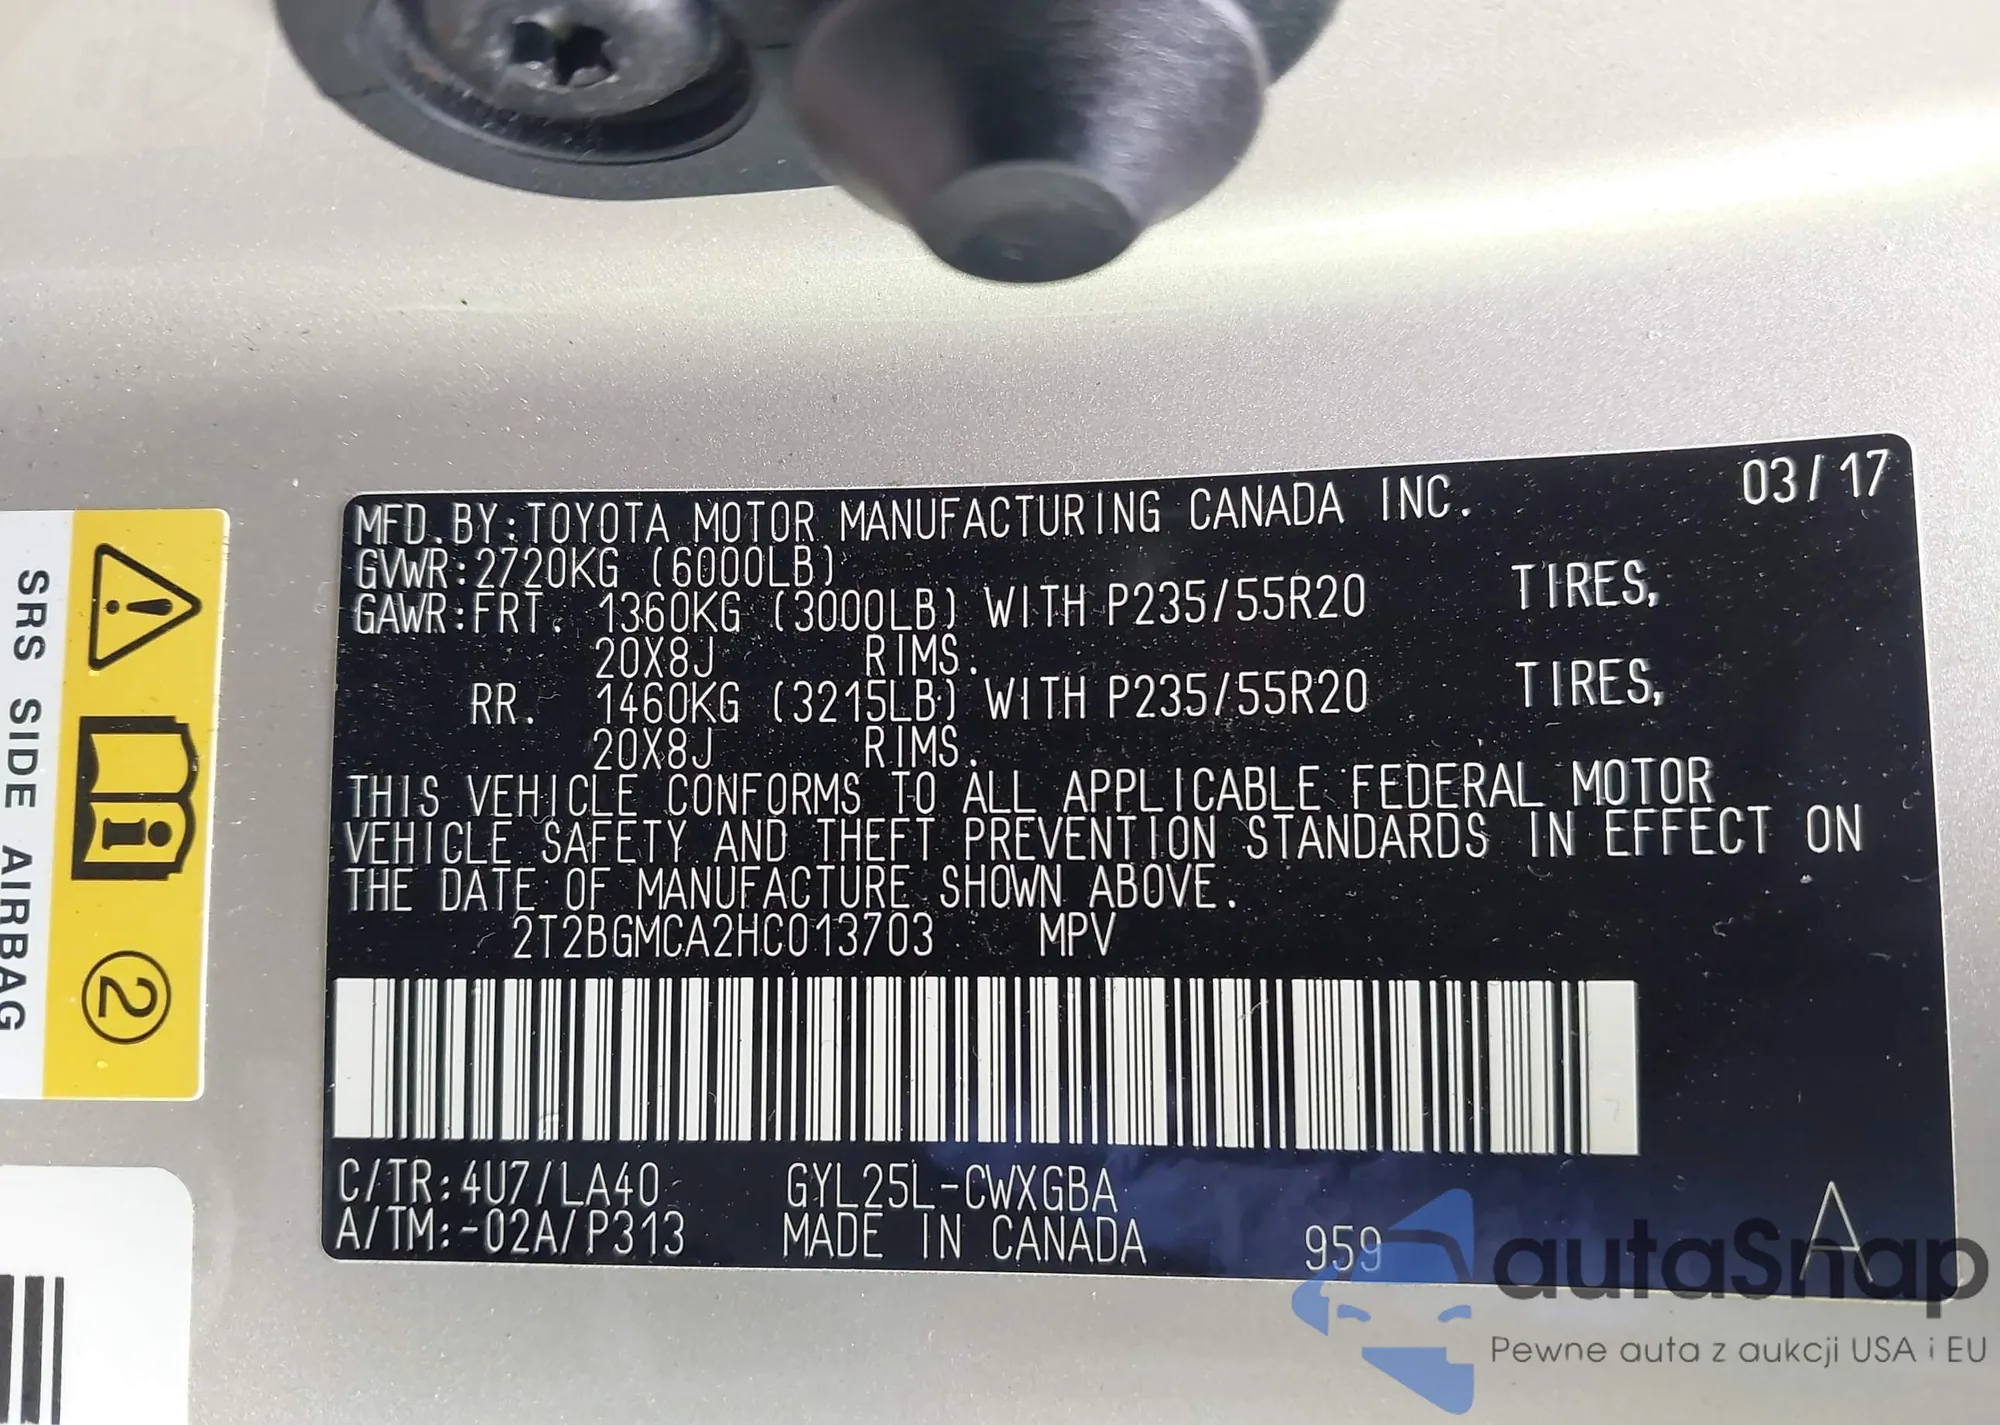 MFD. BY: TOYOTA MOTOR MANUFACTURING CANADA INC. 03/17
GVWR: 2720KG (6000LB)
GAWR: FRT. 1360KG (3000LB) WITH P235/55R20 TIRES,
20X8J RIMS.
RR. 1460KG (3215LB) WITH P235/55R20 TIRES,
20X8J RIMS.
THIS VEHICLE CONFORMS TO ALL APPLICABLE FEDERAL MOTOR
VEHICLE SAFETY AND THEFT PREVENTION STANDARDS IN EFFECT ON
THE DATE OF MANUFACTURE SHOWN ABOVE.
2T2BGMCA2HC013703 MPV
C/TR: 4U7/LA40 GYL25L-CWXGBA
A/TM: -02A/P313 MADE IN CANADA 959 A
SRS SIDE AIRBAG
2
autaSnap
Pewne auta z aukcji USA i EU